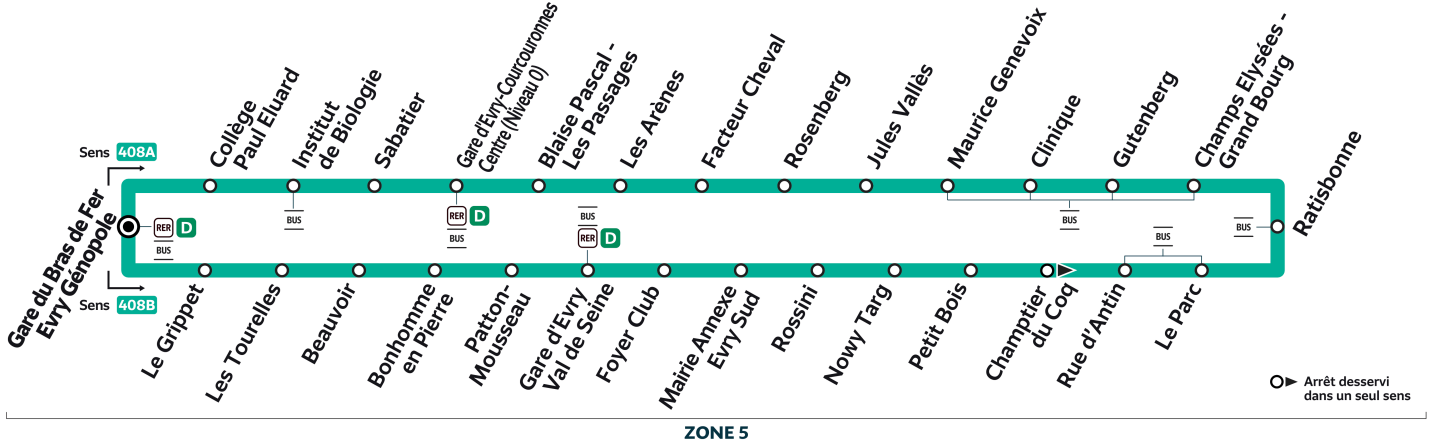 Sens 408A
Collège
Paul Eluard
Institut
de Biologie
Sabatier
Gare d'Evry-Courcouronnes
Centre (Niveau 0)
Blaise Pascal -
Les Passages
Les Arènes
Facteur Cheval
Rosenberg
Jules Vallès
Maurice Genevoix
Clinique
Gutenberg
Champs Elysées -
Grand Bourg
Ratisbonne
Gare du Bras de Fer
Evry Génopole
RER D
BUS
BUS
RER D
BUS
BUS
RER D
BUS
BUS
BUS
Sens 408B
Le Grippet
Les Tourelles
Beauvoir
Bonhomme
en Pierre
Patton-
Mousseau
Gare d'Evry
Val de Seine
Foyer Club
Mairie Annexe
Evry Sud
Rossini
Nowy Targ
Petit Bois
Champtier
du Coq
Rue d'Antin
Le Parc
Arrêt desservi
dans un seul sens
ZONE 5